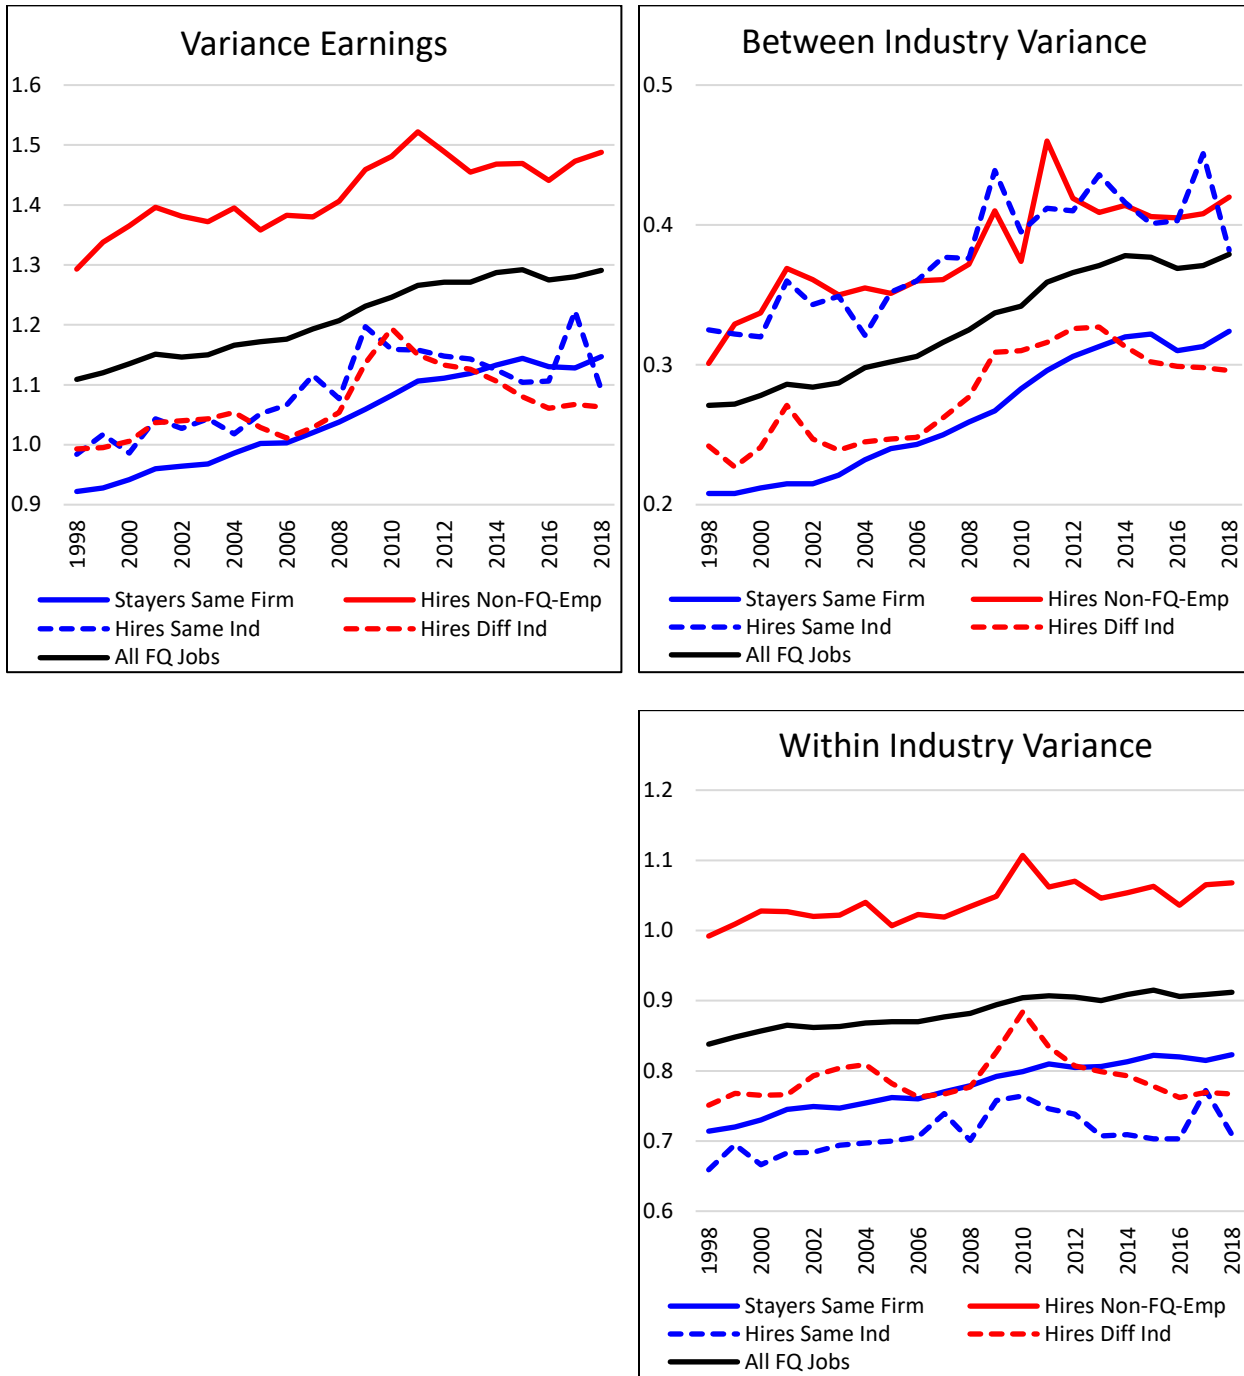 Variance Earnings
1.6
1.5
1.4
1.3
1.2
1.1
1.0
0.9
1998
2000
2002
2004
2006
2008
2010
2012
2014
2016
2018
Stayers Same Firm
Hires Non-FQ-Emp
Hires Same Ind
Hires Diff Ind
All FQ Jobs
Between Industry Variance
0.5
0.4
0.3
0.2
1998
2000
2002
2004
2006
2008
2010
2012
2014
2016
2018
Stayers Same Firm
Hires Non-FQ-Emp
Hires Same Ind
Hires Diff Ind
All FQ Jobs
Within Industry Variance
1.2
1.1
1.0
0.9
0.8
0.7
0.6
1998
2000
2002
2004
2006
2008
2010
2012
2014
2016
2018
Stayers Same Firm
Hires Non-FQ-Emp
Hires Same Ind
Hires Diff Ind
All FQ Jobs